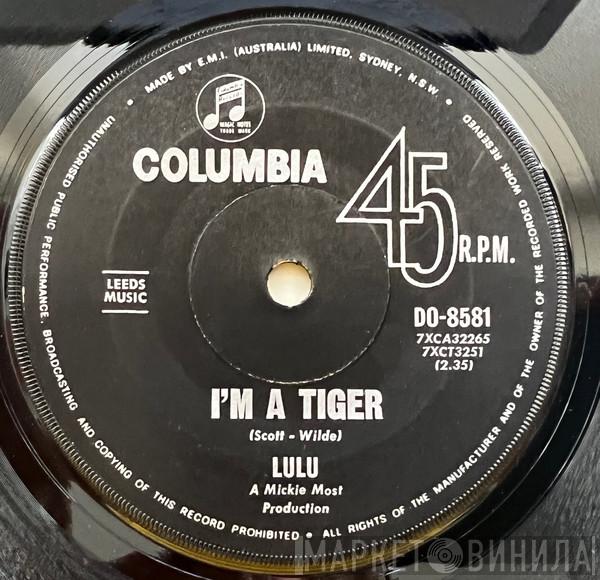 MADE BY E.M.I. (AUSTRALIA) LIMITED, SYDNEY, N.S.W.
UNAUTHORISED PUBLIC PERFORMANCE, BROADCASTING AND COPYING OF THIS RECORD PROHIBITED • ALL RIGHTS OF THE MANUFACTURER AND OF THE OWNER OF THE RECORDED WORK RESERVED
MAGIC NOTES
TRADE MARK
COLUMBIA
45 R.P.M.
LEEDS
MUSIC
DO-8581
7XCA32265
7XCT3251
(2.35)
I'M A TIGER
(Scott - Wilde)
LULU
A Mickie Most
Production
МАРКЕТ ВИНИЛА